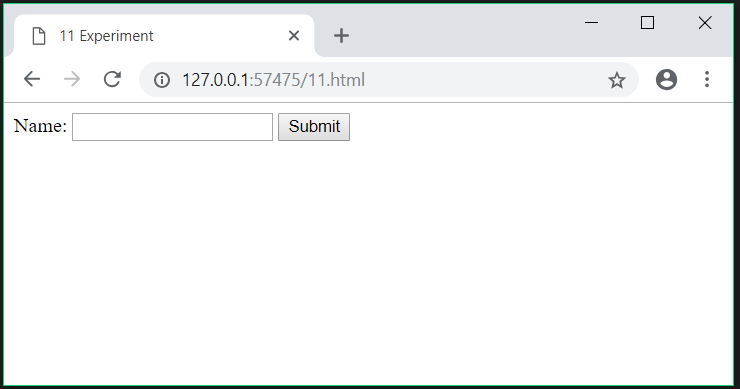 11 Experiment
127.0.0.1:57475/11.html
Name: Submit